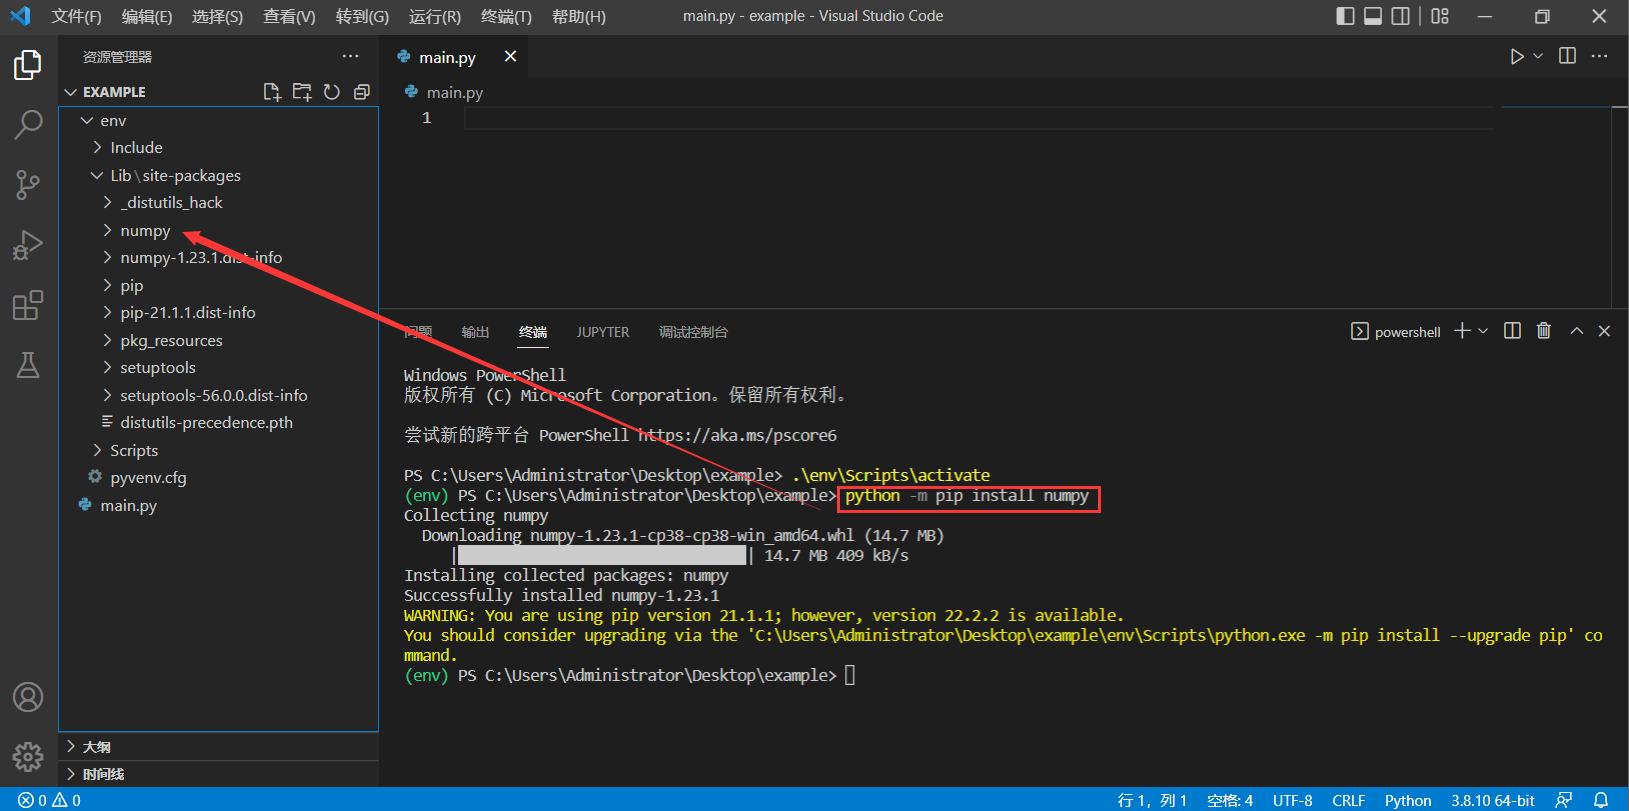 文件(F) 编辑(E) 选择(S) 查看(V) 转到(G) 运行(R) 终端(T) 帮助(H) main.py - example - Visual Studio Code
资源管理器
EXAMPLE
env
Include
Lib\site-packages
_distutils_hack
numpy
numpy-1.23.1.dist-info
pip
pip-21.1.1.dist-info
pkg_resources
setuptools
setuptools-56.0.0.dist-info
distutils-precedence.pth
Scripts
pyvenv.cfg
main.py
大纲
时间线
main.py
main.py
1
问题 输出 终端 JUPYTER 调试控制台 powershell
Windows PowerShell
版权所有 (C) Microsoft Corporation。保留所有权利。
尝试新的跨平台 PowerShell https://aka.ms/pscore6
PS C:\Users\Administrator\Desktop\example> .\env\Scripts\activate
(env) PS C:\Users\Administrator\Desktop\example> python -m pip install numpy
Collecting numpy
Downloading numpy-1.23.1-cp38-cp38-win_amd64.whl (14.7 MB)
| | 14.7 MB 409 kB/s
Installing collected packages: numpy
Successfully installed numpy-1.23.1
WARNING: You are using pip version 21.1.1; however, version 22.2.2 is available.
You should consider upgrading via the 'C:\Users\Administrator\Desktop\example\env\Scripts\python.exe -m pip install --upgrade pip' co
mmand.
(env) PS C:\Users\Administrator\Desktop\example>
0 0 行 1，列 1 空格: 4 UTF-8 CRLF Python 3.8.10 64-bit